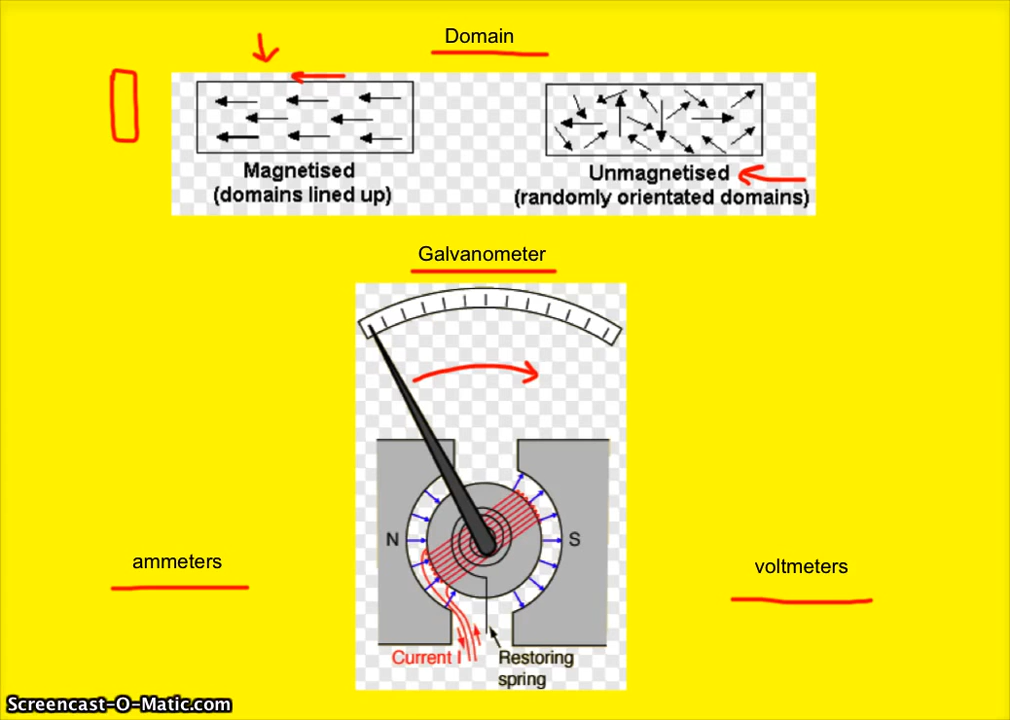 Domain
Magnetised
(domains lined up)
Unmagnetised
(randomly orientated domains)
Galvanometer
N
S
ammeters
voltmeters
Current I
Restoring
spring
Screencast-O-Matic.com